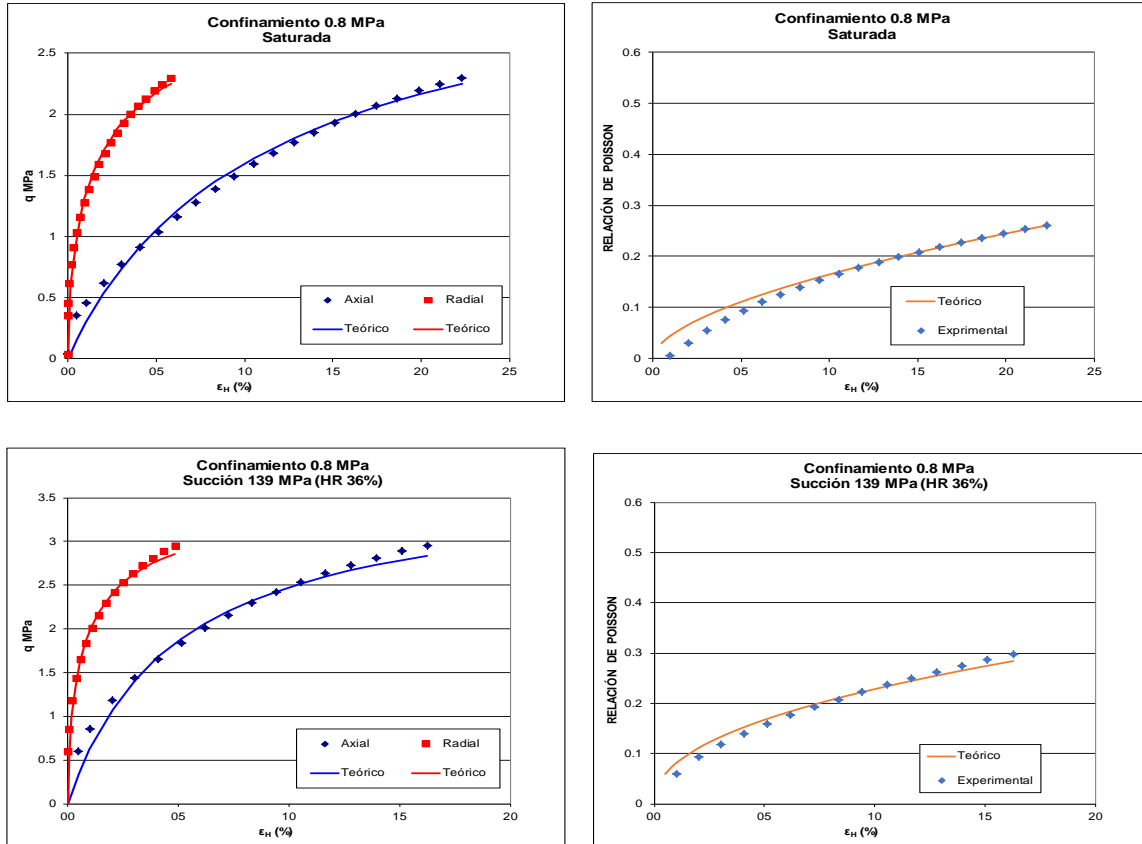 Confinamiento 0.8 MPa
Saturada
2.5
2
1.5
1
0.5
0
q MPa
Axial
Radial
Teórico
Teórico
00
05
10
15
20
25
εH (%)
Confinamiento 0.8 MPa
Saturada
0.6
0.5
0.4
0.3
0.2
0.1
0
RELACIÓN DE POISSON
Teórico
Exprimental
00
05
10
15
20
25
εH (%)
Confinamiento 0.8 MPa
Succión 139 MPa (HR 36%)
3.5
3
2.5
2
1.5
1
0.5
0
q MPa
Axial
Radial
Teórico
Teórico
00
05
10
15
20
εH (%)
Confinamiento 0.8 MPa
Succión 139 MPa (HR 36%)
0.6
0.5
0.4
0.3
0.2
0.1
0
RELACIÓN DE POISSON
Teórico
Experimental
00
05
10
15
20
εH (%)